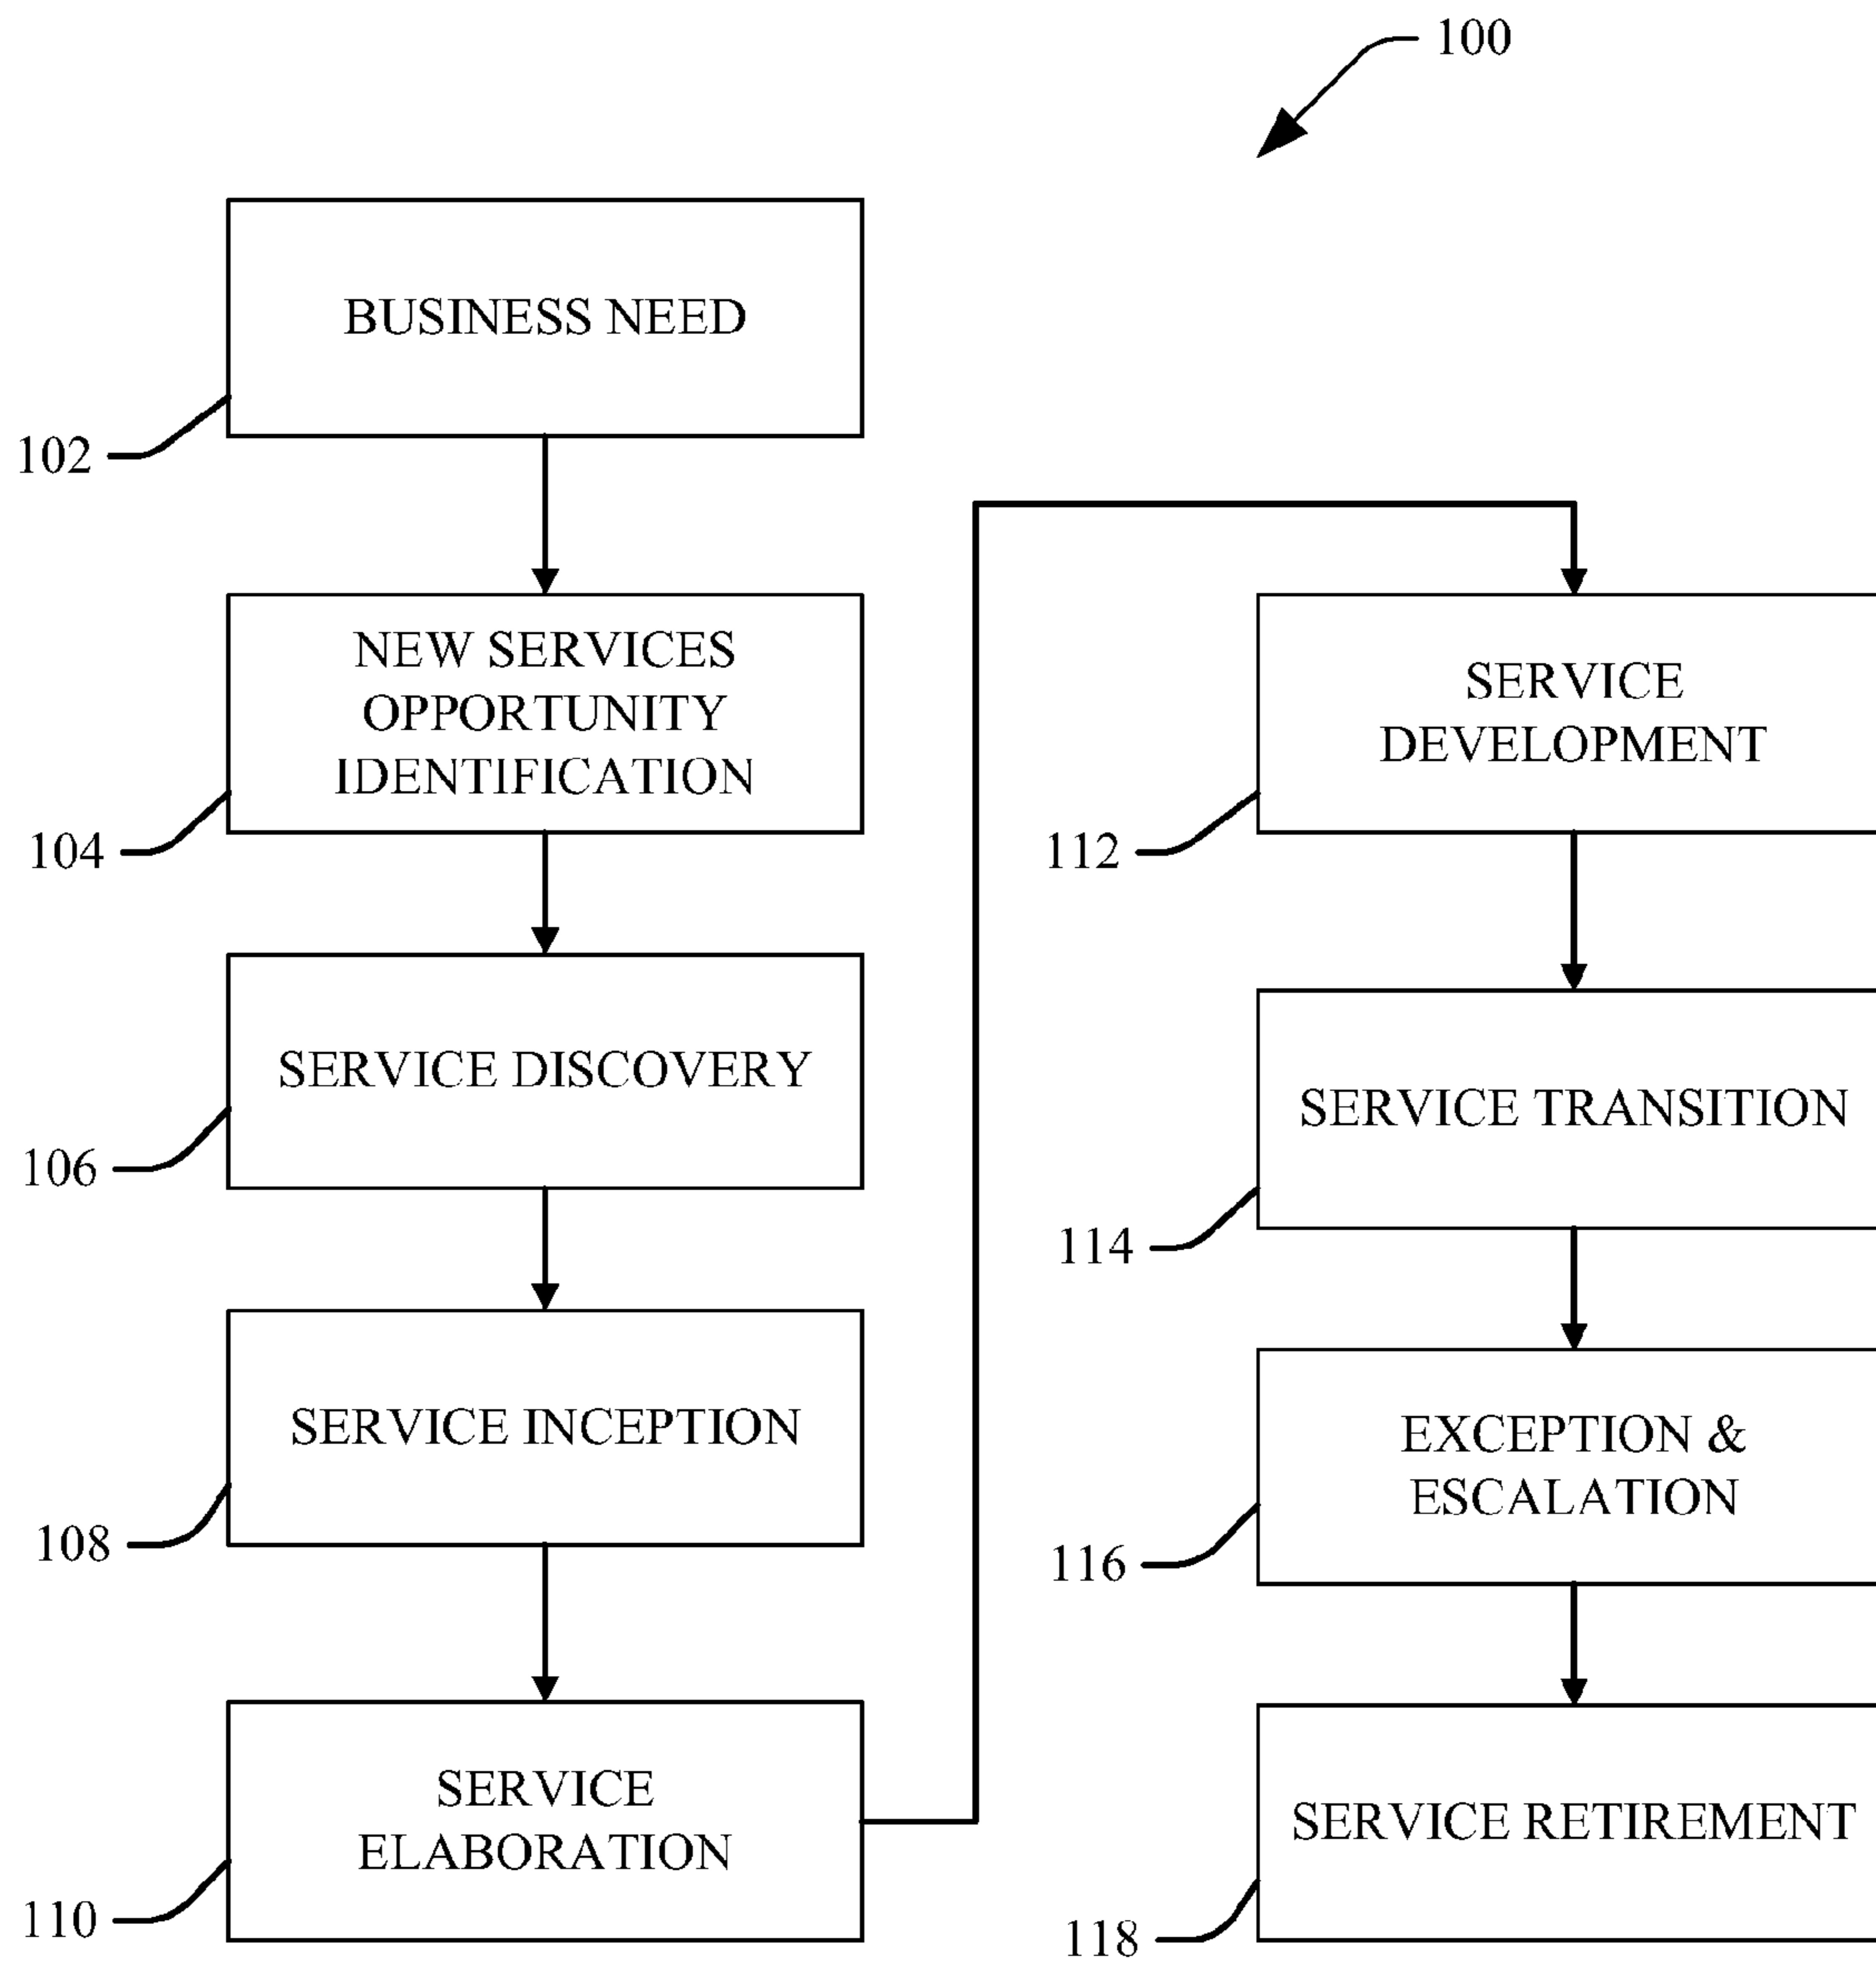 100
BUSINESS NEED
102
NEW SERVICES
OPPORTUNITY
IDENTIFICATION
104
SERVICE DISCOVERY
106
SERVICE INCEPTION
108
SERVICE
ELABORATION
110
SERVICE
DEVELOPMENT
112
SERVICE TRANSITION
114
EXCEPTION &
ESCALATION
116
SERVICE RETIREMENT
118